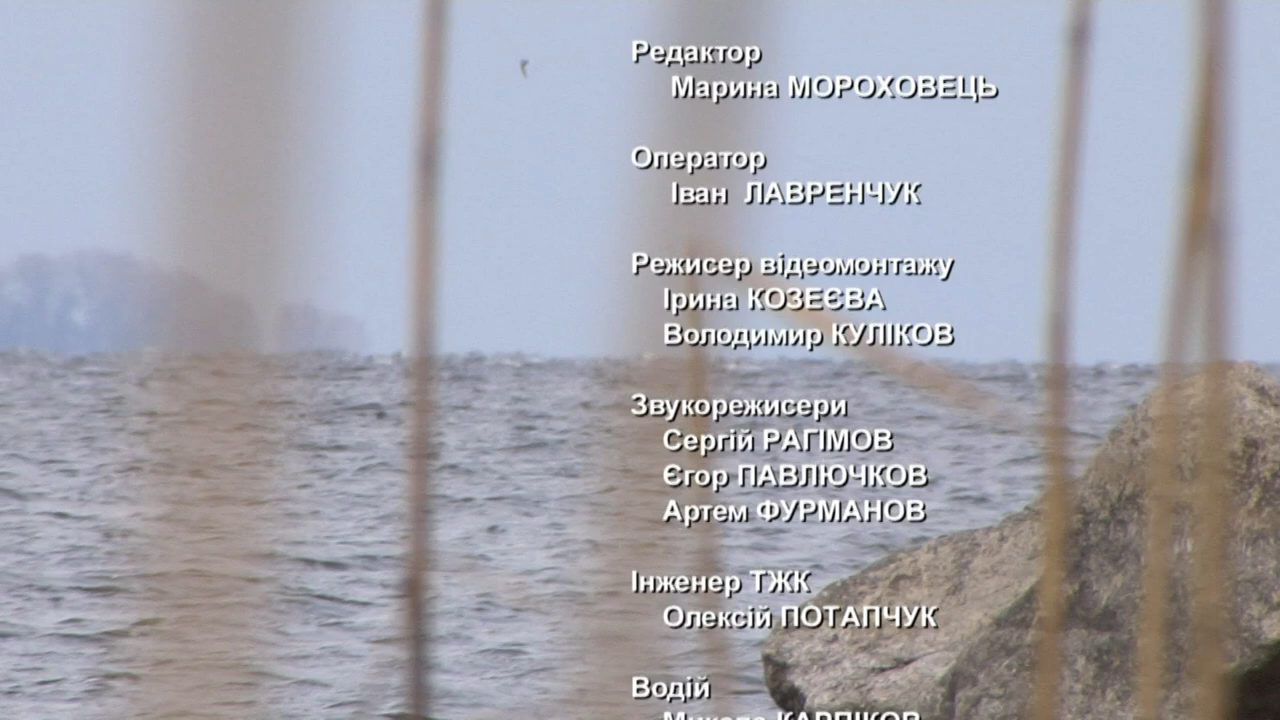 Редактор
Марина МОРОХОВЕЦЬ
Оператор
Іван ЛАВРЕНЧУК
Режисер відеомонтажу
Ірина КОЗЕЄВА
Володимир КУЛІКОВ
Звукорежисери
Сергій РАГІМОВ
Єгор ПАВЛЮЧКОВ
Артем ФУРМАНОВ
Інженер ТЖК
Олексій ПОТАПЧУК
Водій